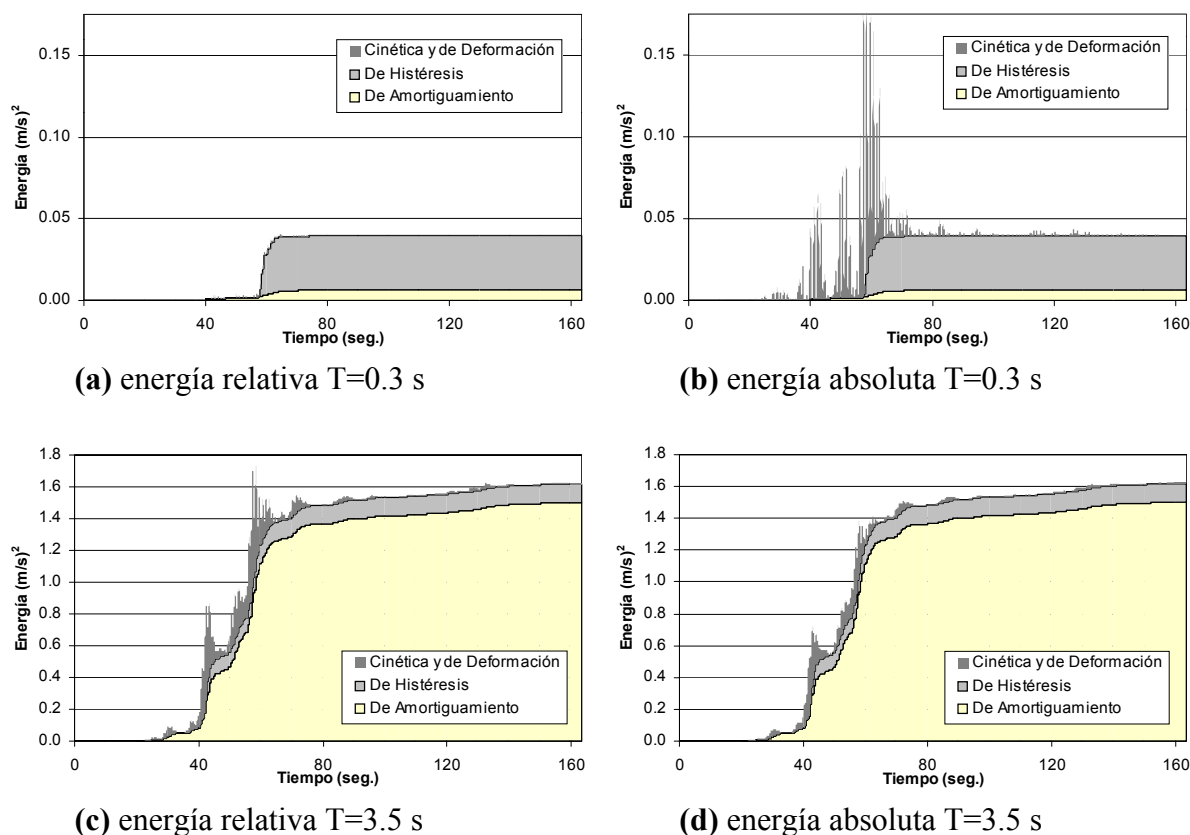 Energía (m/s)²
0.15
0.10
0.05
0.00
Cinética y de Deformación
De Histéresis
De Amortiguamiento
0 40 80 120 160
Tiempo (seg.)
(a) energía relativa T=0.3 s
Energía (m/s)²
0.15
0.10
0.05
0.00
Cinética y de Deformación
De Histéresis
De Amortiguamiento
0 40 80 120 160
Tiempo (seg.)
(b) energía absoluta T=0.3 s
Energía (m/s)²
1.8
1.6
1.4
1.2
1.0
0.8
0.6
0.4
0.2
0.0
Cinética y de Deformación
De Histéresis
De Amortiguamiento
0 40 80 120 160
Tiempo (seg.)
(c) energía relativa T=3.5 s
Energía (m/s)²
1.8
1.6
1.4
1.2
1.0
0.8
0.6
0.4
0.2
0.0
Cinética y de Deformación
De Histéresis
De Amortiguamiento
0 40 80 120 160
Tiempo (seg.)
(d) energía absoluta T=3.5 s